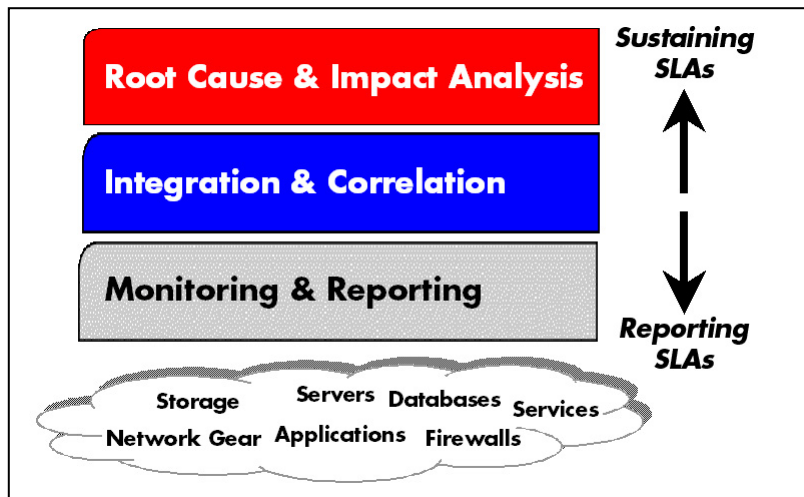 Root Cause & Impact Analysis
Sustaining
SLAs
Integration & Correlation
Monitoring & Reporting
Reporting
SLAs
Storage Servers Databases Services
Network Gear Applications Firewalls